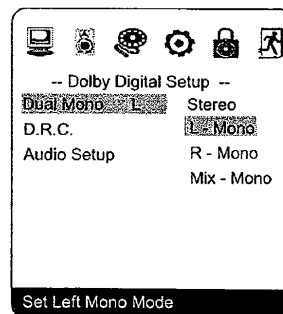 -- Dolby Digital Setup --
Dual Mono L Stereo
D.R.C. L - Mono
Audio Setup R - Mono
Mix - Mono
Set Left Mono Mode